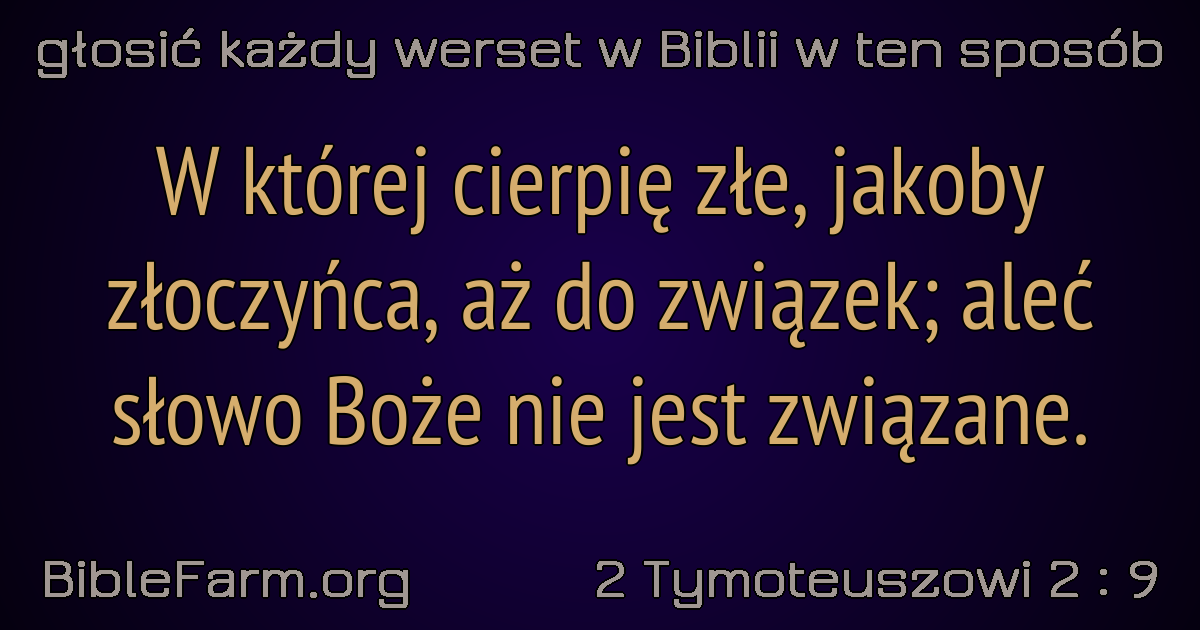 głosić każdy werset w Biblii w ten sposób
W której cierpię złe, jakoby
złoczyńca, aż do związek; aleć
słowo Boże nie jest związane.
BibleFarm.org
2 Tymoteuszowi 2 : 9